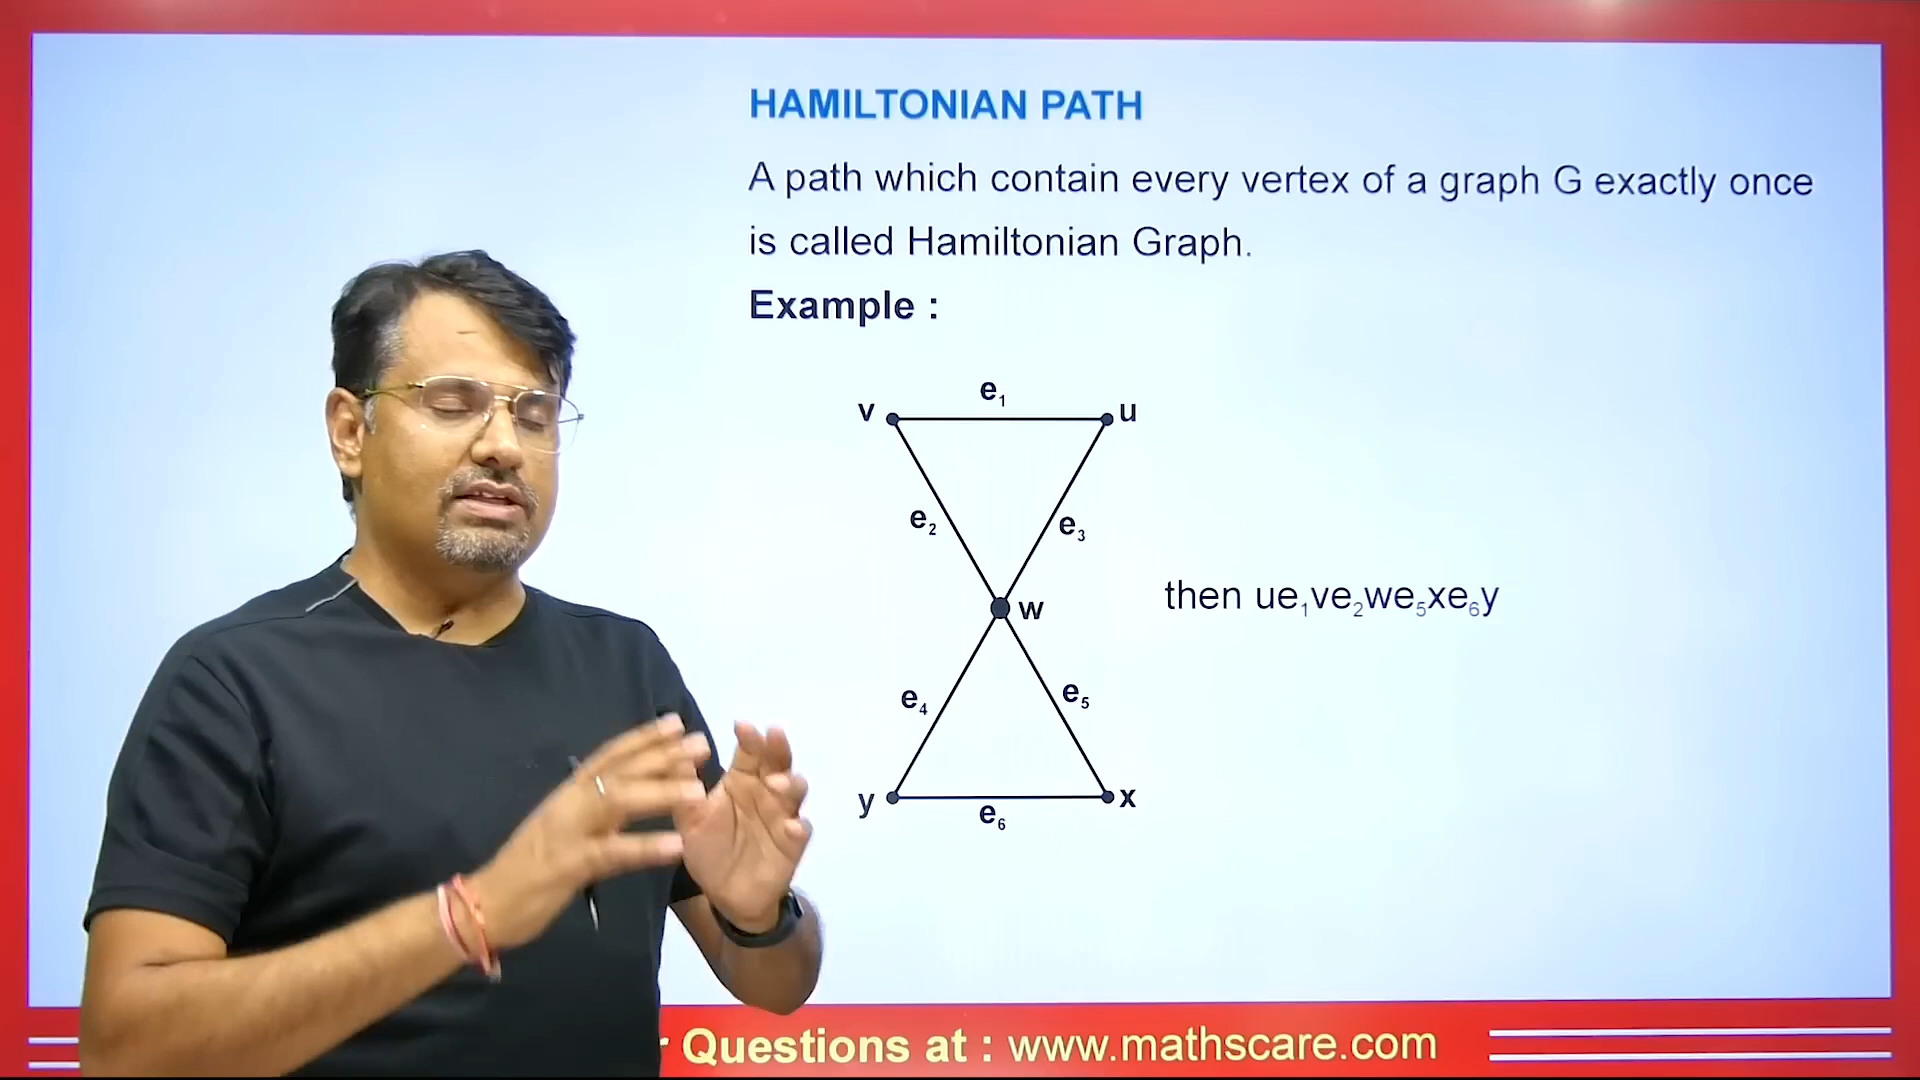 HAMILTONIAN PATH
A path which contain every vertex of a graph G exactly once
is called Hamiltonian Graph.
Example :
e₁
v u
e₂ e₃
w
then ue₁ve₂we₅xe₆y
e₄ e₅
y x
e₆
Questions at : www.mathscare.com